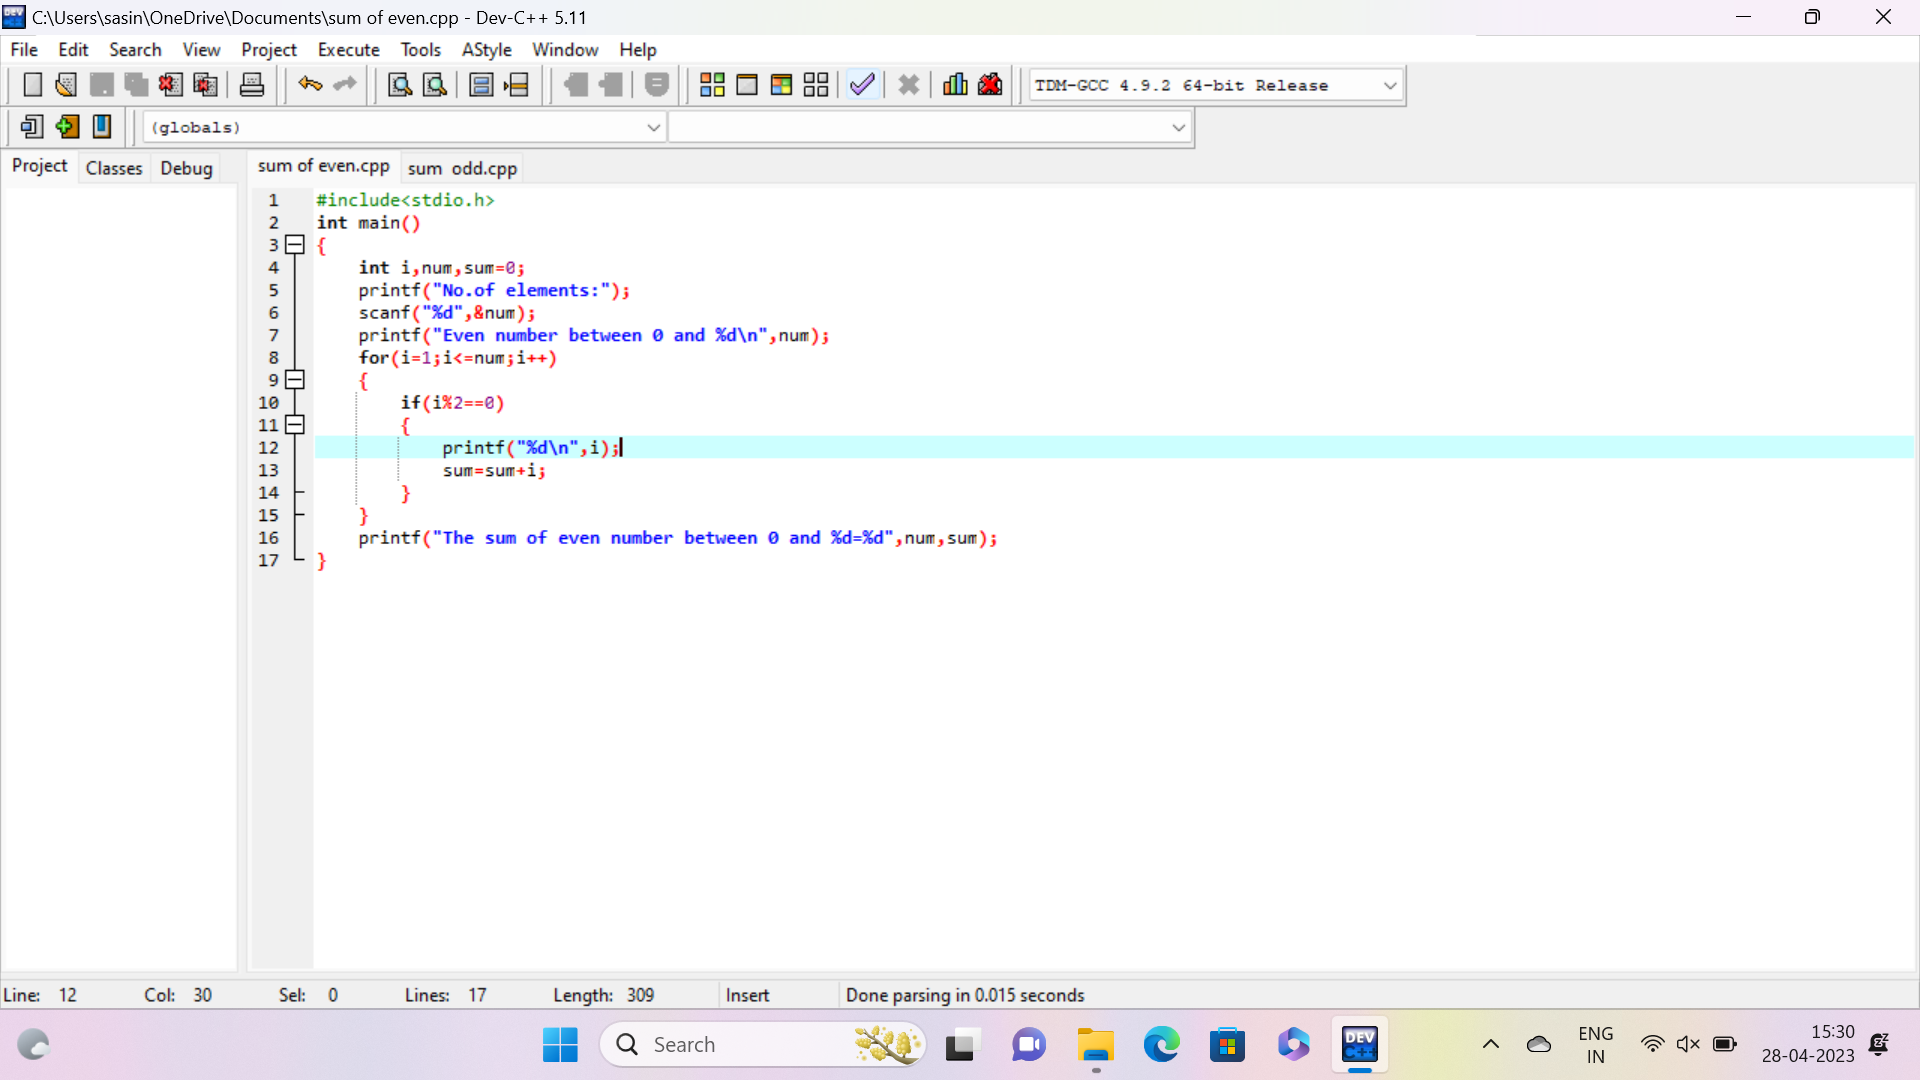 C:\Users\sasin\OneDrive\Documents\sum of even.cpp - Dev-C++ 5.11
File Edit Search View Project Execute Tools AStyle Window Help
TDM-GCC 4.9.2 64-bit Release
(globals)
Project Classes Debug sum of even.cpp sum odd.cpp
1 #include<stdio.h>
2 int main()
3 {
4 int i,num,sum=0;
5 printf("No.of elements:");
6 scanf("%d",&num);
7 printf("Even number between 0 and %d\n",num);
8 for(i=1;i<=num;i++)
9 {
10 if(i%2==0)
11 {
12 printf("%d\n",i);
13 sum=sum+i;
14 }
15 }
16 printf("The sum of even number between 0 and %d=%d",num,sum);
17 }
Line: 12 Col: 30 Sel: 0 Lines: 17 Length: 309 Insert Done parsing in 0.015 seconds
Search
DEV
C++
ENG
IN
15:30
28-04-2023